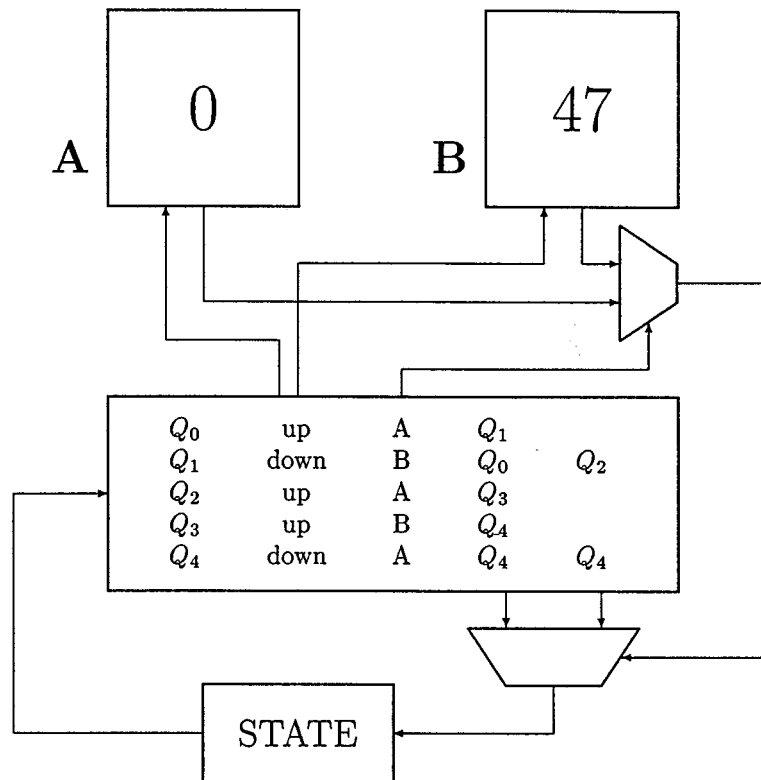 0
47
A
B
Q₀ up A Q₁
Q₁ down B Q₀ Q₂
Q₂ up A Q₃
Q₃ up B Q₄
Q₄ down A Q₄ Q₄
STATE